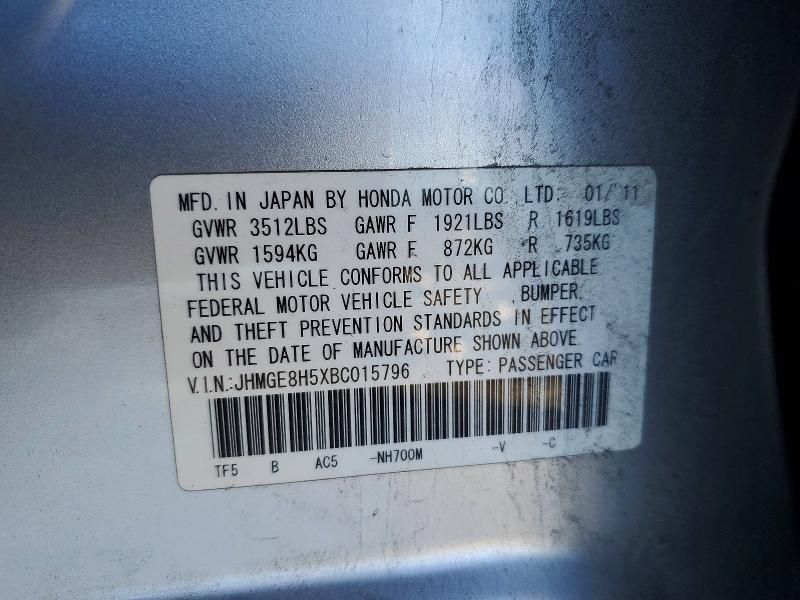 MFD. IN JAPAN BY HONDA MOTOR CO LTD. 01/ 11
GVWR 3512LBS GAWR F 1921LBS R 1619LBS
GVWR 1594KG GAWR F 872KG R 735KG
THIS VEHICLE CONFORMS TO ALL APPLICABLE
FEDERAL MOTOR VEHICLE SAFETY , BUMPER,
AND THEFT PREVENTION STANDARDS IN EFFECT
ON THE DATE OF MANUFACTURE SHOWN ABOVE.
V.I.N.:JHMGE8H5XBC015796 TYPE: PASSENGER CAR
TF5 B AC5 -NH700M -V -C